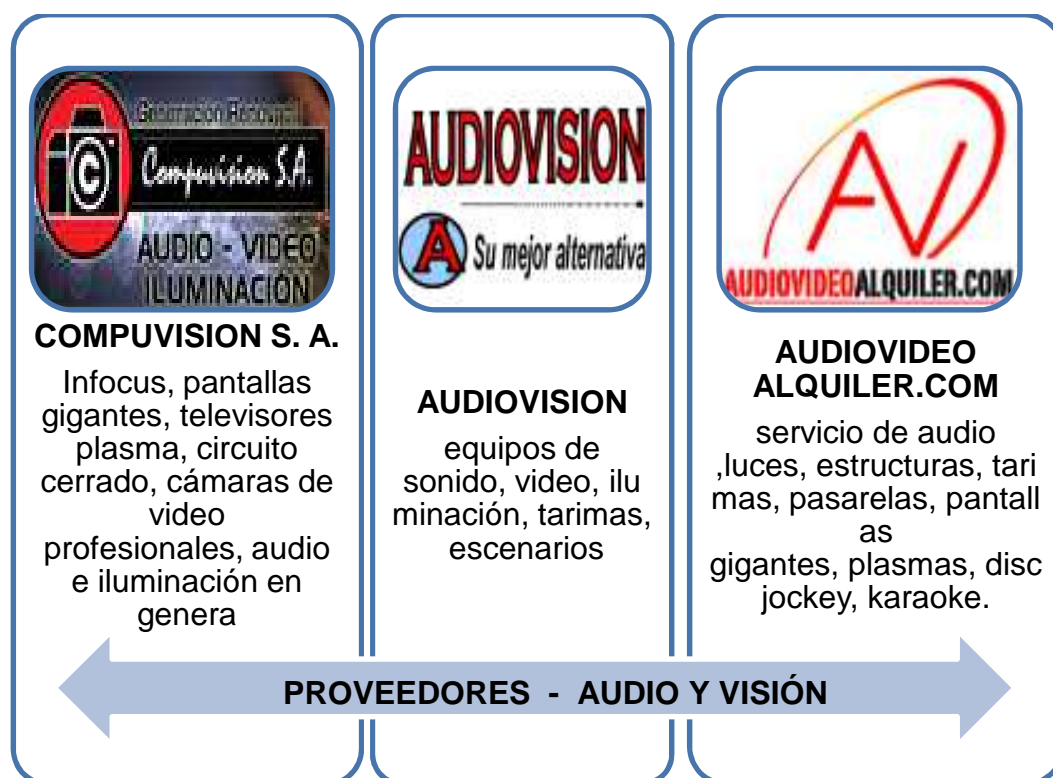 Compuvision S.A.
AUDIO - VIDEO
ILUMINACIÓN
COMPUVISION S. A.
Infocus, pantallas
gigantes, televisores
plasma, circuito
cerrado, cámaras de
video
profesionales, audio
e iluminación en
genera
AUDIOVISION
A Su mejor alternativa
AUDIOVISION
equipos de
sonido, video, ilu
minación, tarimas,
escenarios
AV
AUDIOVIDEOALQUILER.COM
AUDIOVIDEO
ALQUILER.COM
servicio de audio
,luces, estructuras, tari
mas, pasarelas, pantall
as
gigantes, plasmas, disc
jockey, karaoke.
PROVEEDORES - AUDIO Y VISIÓN